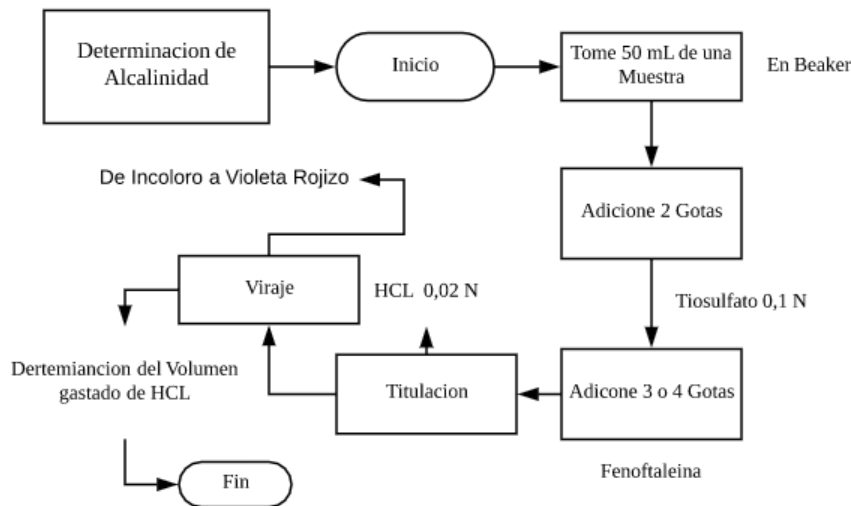 Determinacion de
Alcalinidad
Inicio
Tome 50 mL de una
Muestra
En Beaker
Adicione 2 Gotas
Tiosulfato 0,1 N
Adicone 3 o 4 Gotas
Fenoftaleina
Titulacion
HCL 0,02 N
Viraje
De Incoloro a Violeta Rojizo
Dertemiancion del Volumen
gastado de HCL
Fin